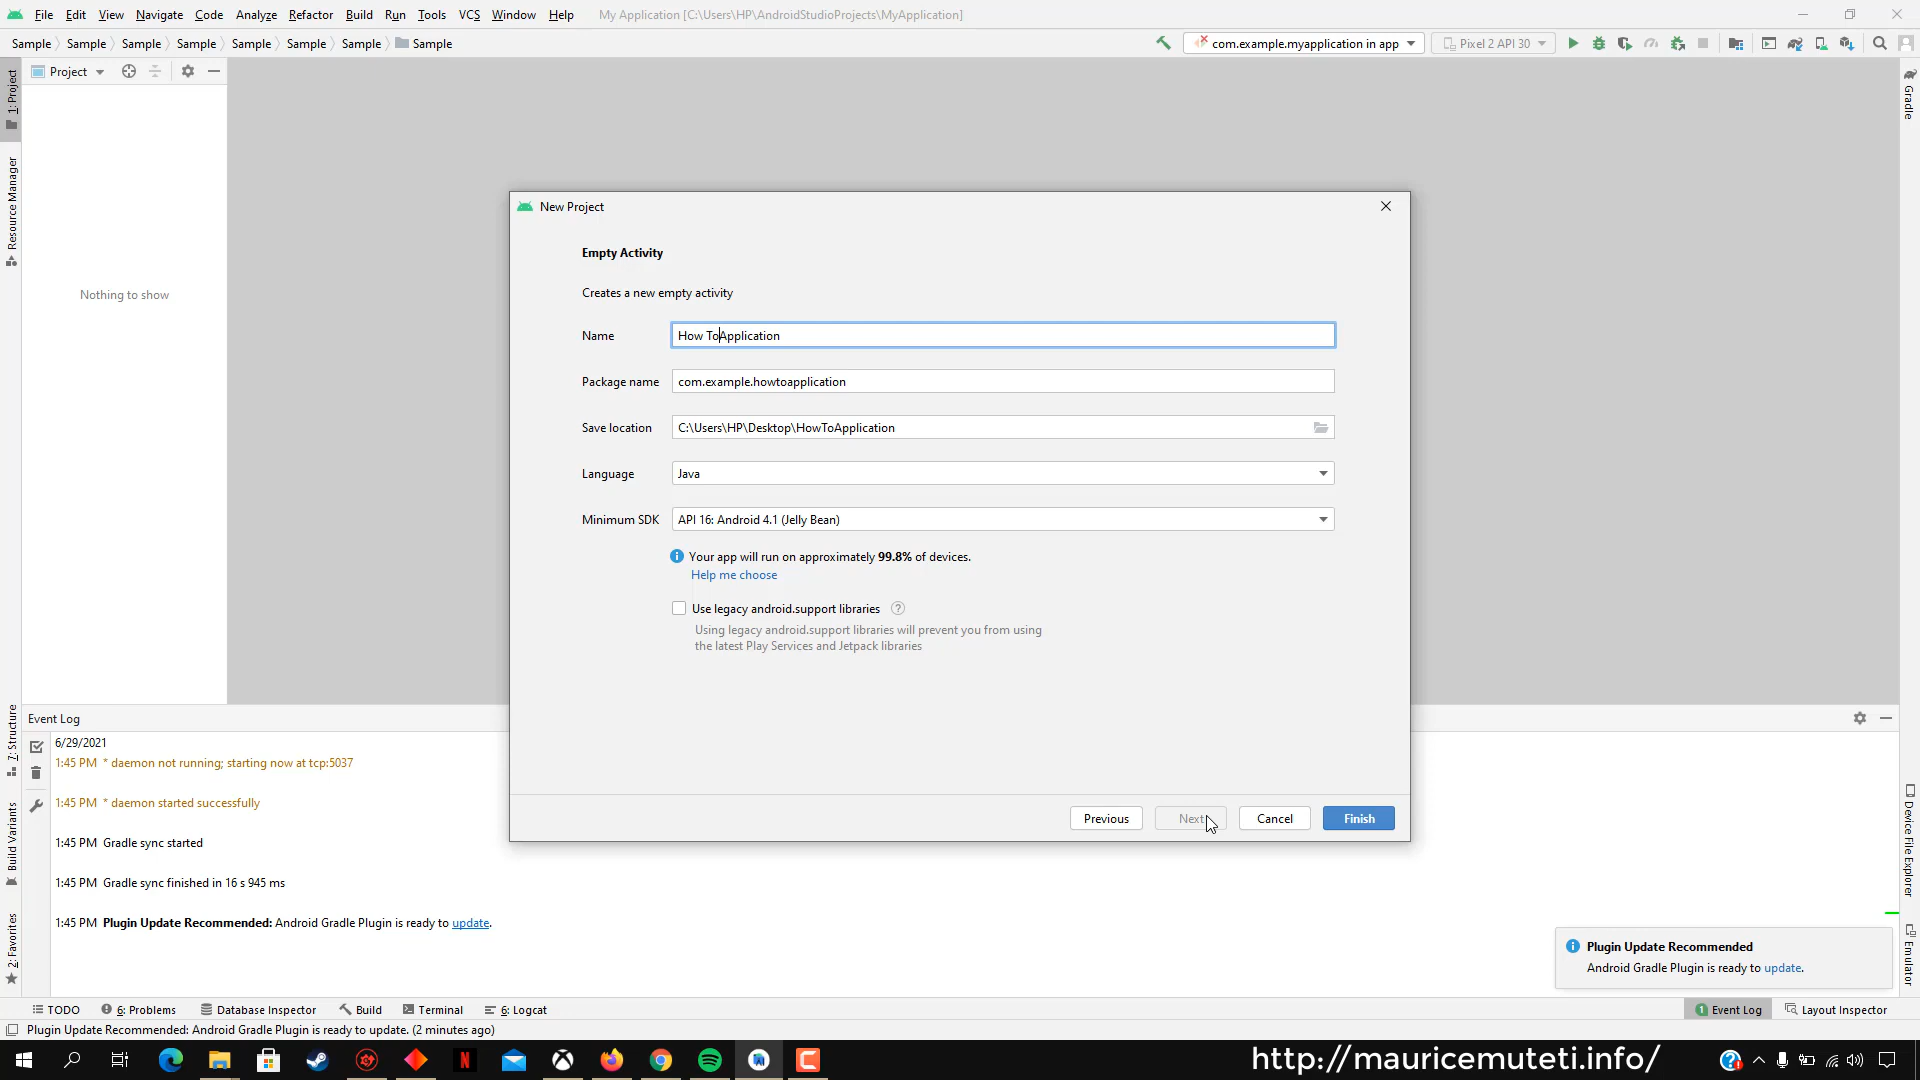 File Edit View Navigate Code Analyze Refactor Build Run Tools VCS Window Help My Application [C:\Users\HP\AndroidStudioProjects\MyApplication]
Sample Sample Sample Sample Sample Sample Sample Sample com.example.myapplication in app Pixel 2 API 30
1: Project
Resource Manager
7: Structure
Build Variants
2: Favorites
Project
Nothing to show
New Project
Empty Activity
Creates a new empty activity
Name How ToApplication
Package name com.example.howtoapplication
Save location C:\Users\HP\Desktop\HowToApplication
Language Java
Minimum SDK API 16: Android 4.1 (Jelly Bean)
Your app will run on approximately 99.8% of devices.
Help me choose
Use legacy android.support libraries ?
Using legacy android.support libraries will prevent you from using
the latest Play Services and Jetpack libraries
Previous Next Cancel Finish
Gradle
Device File Explorer
Emulator
Event Log
6/29/2021
1:45 PM * daemon not running; starting now at tcp:5037
1:45 PM * daemon started successfully
1:45 PM Gradle sync started
1:45 PM Gradle sync finished in 16 s 945 ms
1:45 PM Plugin Update Recommended: Android Gradle Plugin is ready to update.
Plugin Update Recommended
Android Gradle Plugin is ready to update.
TODO 6: Problems Database Inspector Build Terminal 6: Logcat 1 Event Log Layout Inspector
Plugin Update Recommended: Android Gradle Plugin is ready to update. (2 minutes ago)
http://mauricemuteti.info/